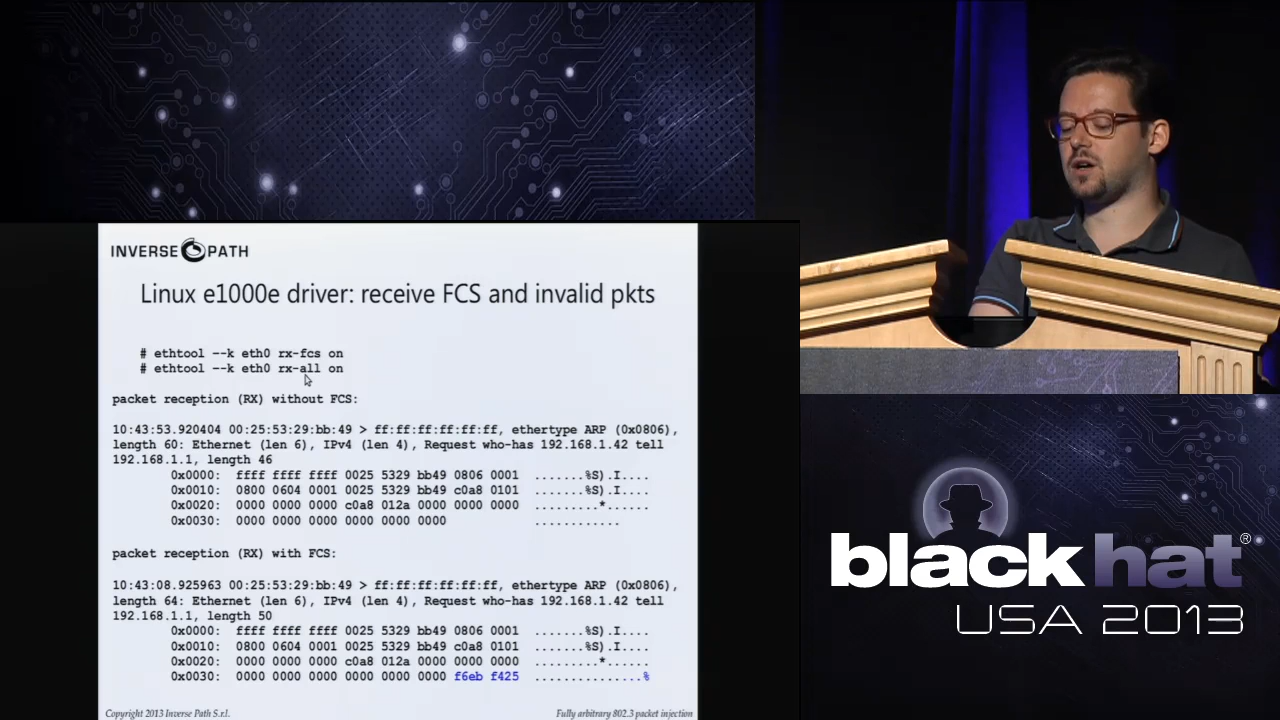 INVERSE PATH
Linux e1000e driver: receive FCS and invalid pkts
# ethtool --k eth0 rx-fcs on
# ethtool --k eth0 rx-all on
packet reception (RX) without FCS:
10:43:53.920404 00:25:53:29:bb:49 > ff:ff:ff:ff:ff:ff, ethertype ARP (0x0806),
length 60: Ethernet (len 6), IPv4 (len 4), Request who-has 192.168.1.42 tell
192.168.1.1, length 46
0x0000: ffff ffff ffff 0025 5329 bb49 0806 0001 .......%S).I....
0x0010: 0800 0604 0001 0025 5329 bb49 c0a8 0101 .......%S).I....
0x0020: 0000 0000 0000 c0a8 012a 0000 0000 0000 .........*......
0x0030: 0000 0000 0000 0000 0000 0000 ............
packet reception (RX) with FCS:
10:43:08.925963 00:25:53:29:bb:49 > ff:ff:ff:ff:ff:ff, ethertype ARP (0x0806),
length 64: Ethernet (len 6), IPv4 (len 4), Request who-has 192.168.1.42 tell
192.168.1.1, length 50
0x0000: ffff ffff ffff 0025 5329 bb49 0806 0001 .......%S).I....
0x0010: 0800 0604 0001 0025 5329 bb49 c0a8 0101 .......%S).I....
0x0020: 0000 0000 0000 c0a8 012a 0000 0000 0000 .........*......
0x0030: 0000 0000 0000 0000 0000 0000 f6eb f425 ...............%
Copyright 2013 Inverse Path S.r.l.
Fully arbitrary 802.3 packet injection
black hat®
USA 2013